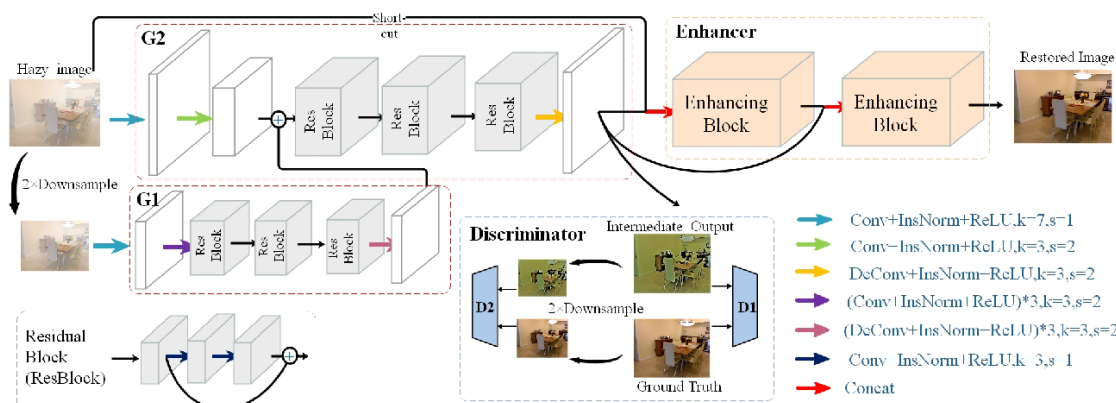 Short-
cut
G2
Enhancer
Hazy image
Restored Image
Res
Block
Res
Block
Res
Block
Enhancing
Block
Enhancing
Block
2×Downsample
G1
Res
Block
Res
Block
Res
Block
Discriminator
Intermediate Output
D2
2×Downsample
D1
Ground Truth
Residual
Block
(ResBlock)
Conv+InsNorm+ReLU,k=7,s=1
Conv+InsNorm+ReLU,k=3,s=2
DeConv+InsNorm+ReLU,k=3,s=2
(Conv+InsNorm+ReLU)*3,k=3,s=2
(DeConv+InsNorm+ReLU)*3,k=3,s=2
Conv+InsNorm+ReLU,k=3,s=1
Concat